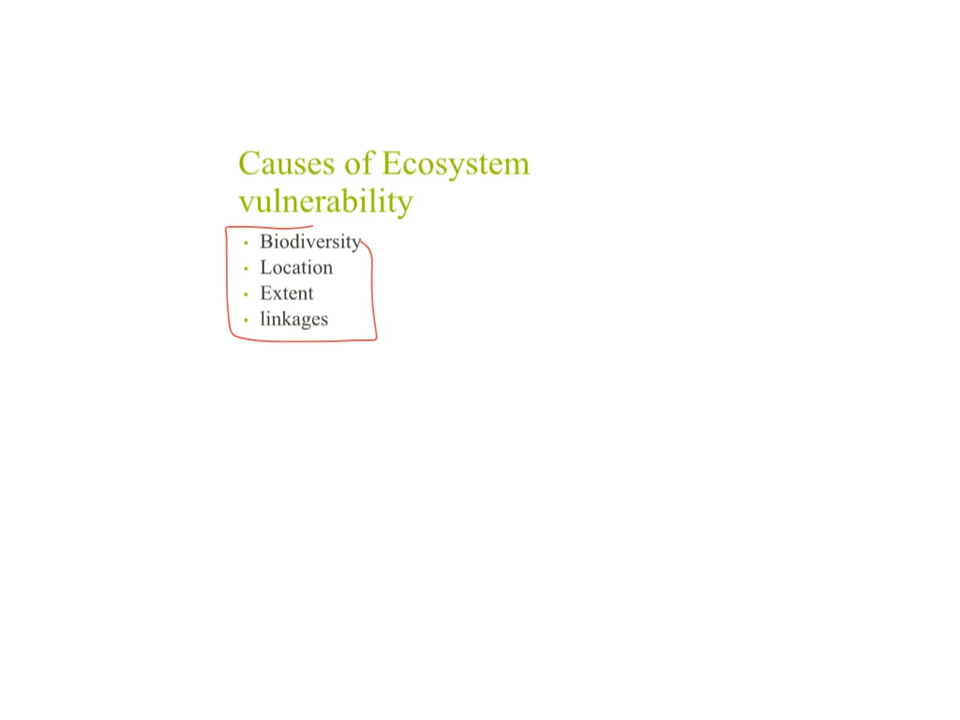 Causes of Ecosystem
vulnerability
• Biodiversity
• Location
• Extent
• linkages